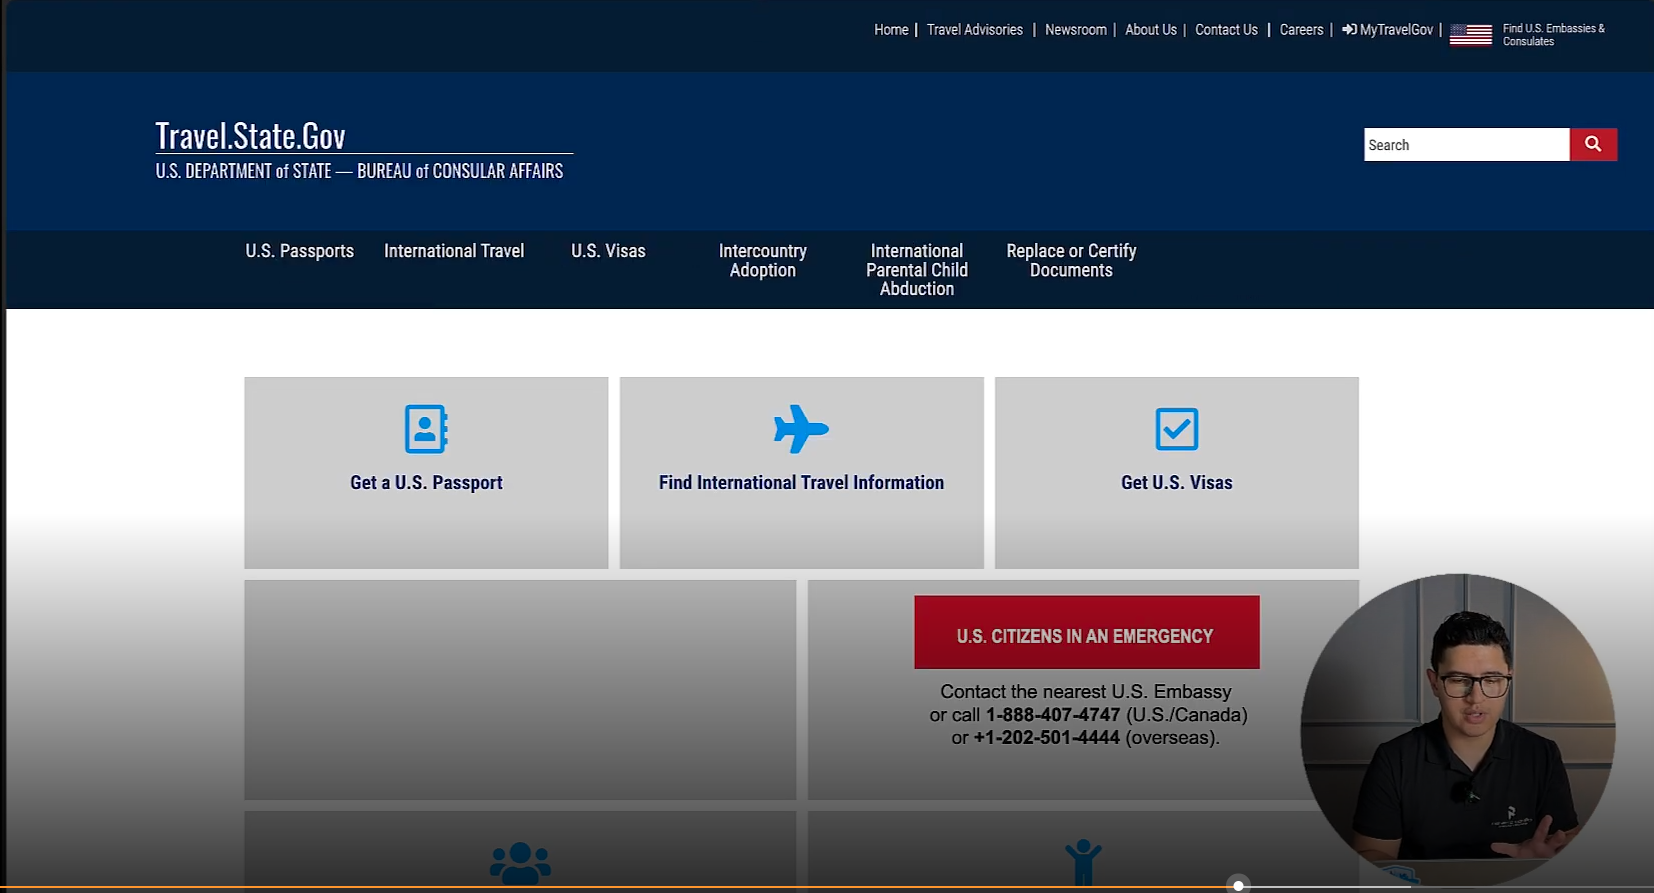 Home | Travel Advisories | Newsroom | About Us | Contact Us | Careers | MyTravelGov |
Find U.S. Embassies &
Consulates
Travel.State.Gov
U.S. DEPARTMENT of STATE — BUREAU of CONSULAR AFFAIRS
Search
U.S. Passports
International Travel
U.S. Visas
Intercountry
Adoption
International
Parental Child
Abduction
Replace or Certify
Documents
Get a U.S. Passport
Find International Travel Information
Get U.S. Visas
U.S. CITIZENS IN AN EMERGENCY
Contact the nearest U.S. Embassy
or call 1-888-407-4747 (U.S./Canada)
or +1-202-501-4444 (overseas).